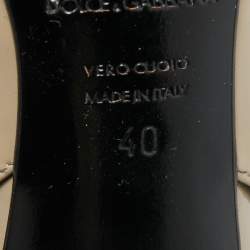 DOLCE & GABBANA
VERO CUOIO
MADE IN ITALY
40